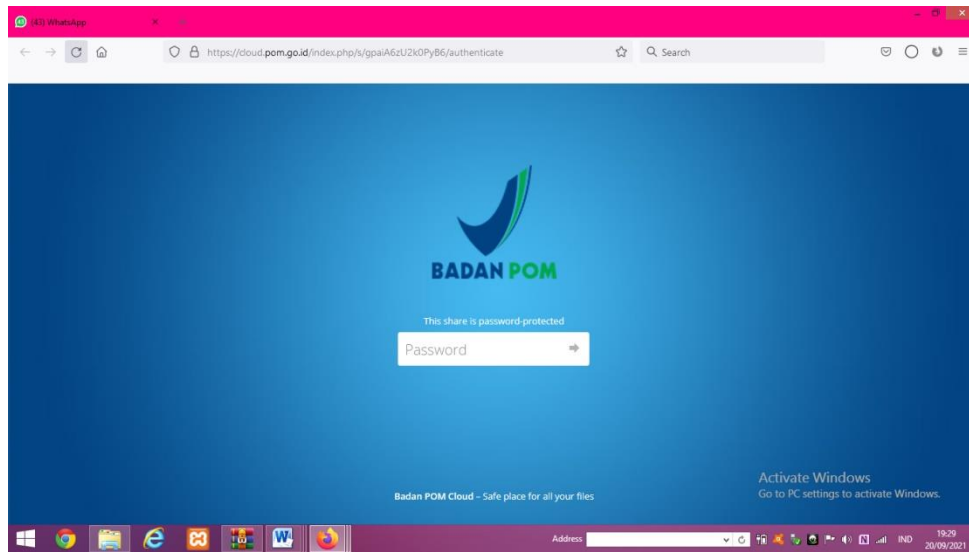 (43) WhatsApp
https://cloud.pom.go.id/index.php/s/gpaiA6zU2k0PyB6/authenticate
Search
BADAN POM
This share is password-protected
Password
Badan POM Cloud – Safe place for all your files
Activate Windows
Go to PC settings to activate Windows.
Address
IND
19:29
20/09/2021